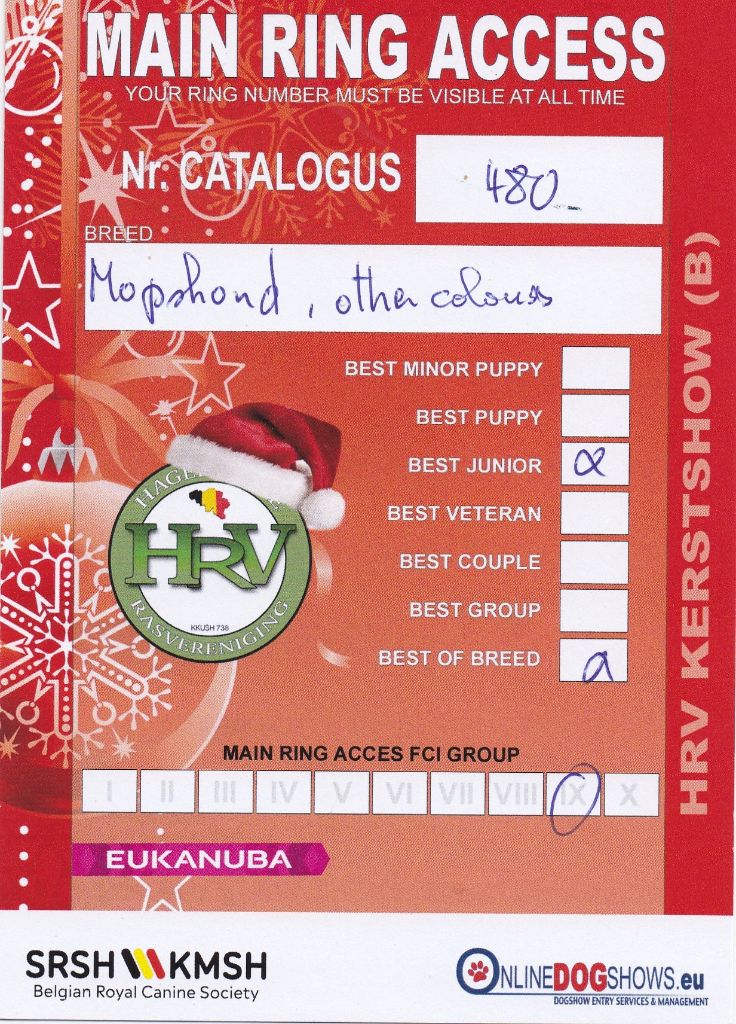 MAIN RING ACCESS
YOUR RING NUMBER MUST BE VISIBLE AT ALL TIME
Nr. CATALOGUS 480
BREED
Mopshond, other colours
BEST MINOR PUPPY
BEST PUPPY
BEST JUNIOR
BEST VETERAN
BEST COUPLE
BEST GROUP
BEST OF BREED
HRV
RASVERENIGING
KKUSH 738
MAIN RING ACCES FCI GROUP
I II III IV V VI VII VIII IX X
EUKANUBA
HRV KERSTSHOW (B)
SRSH KMSH
Belgian Royal Canine Society
ONLINEDOGSHOWS.eu
DOGSHOW ENTRY SERVICES & MANAGEMENT